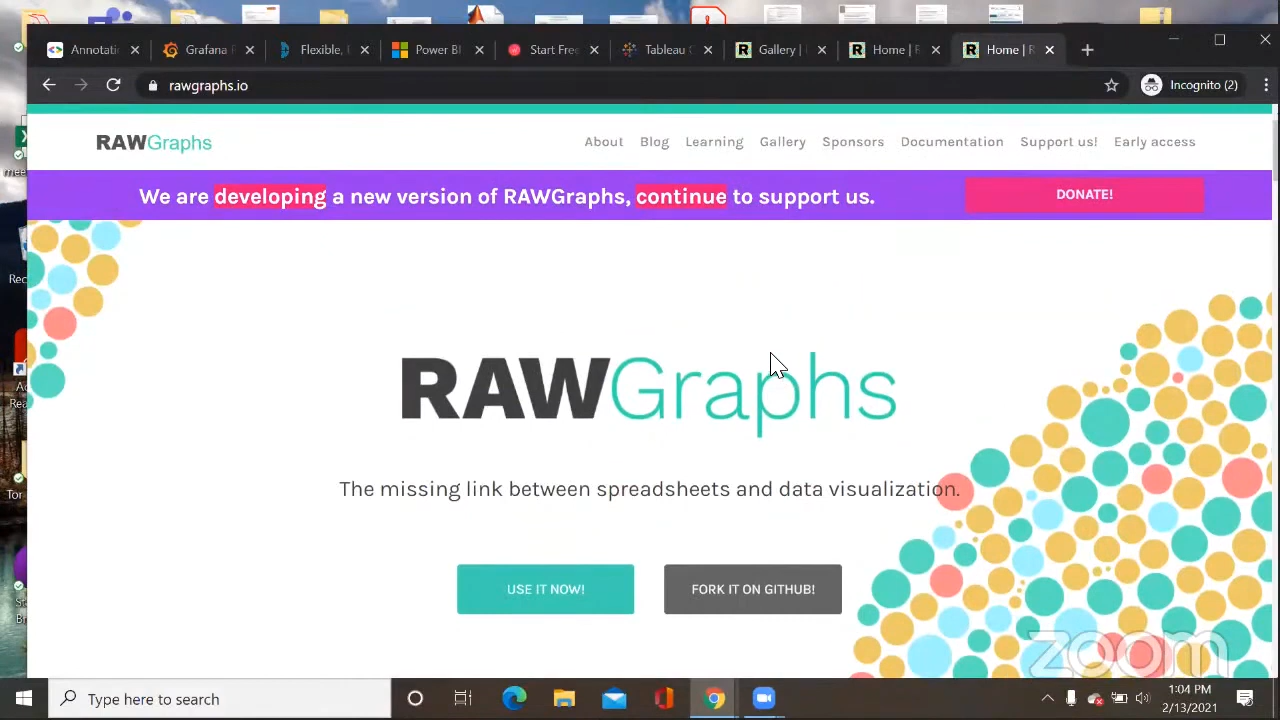 Annotati
Grafana
Flexible,
Power BI
Start Free
Tableau
Gallery |
Home | R
Home | R
rawgraphs.io
Incognito (2)
RAWGraphs
About Blog Learning Gallery Sponsors Documentation Support us! Early access
We are developing a new version of RAWGraphs, continue to support us.
DONATE!
RAWGraphs
The missing link between spreadsheets and data visualization.
USE IT NOW!
FORK IT ON GITHUB!
zoom
Type here to search
1:04 PM
2/13/2021